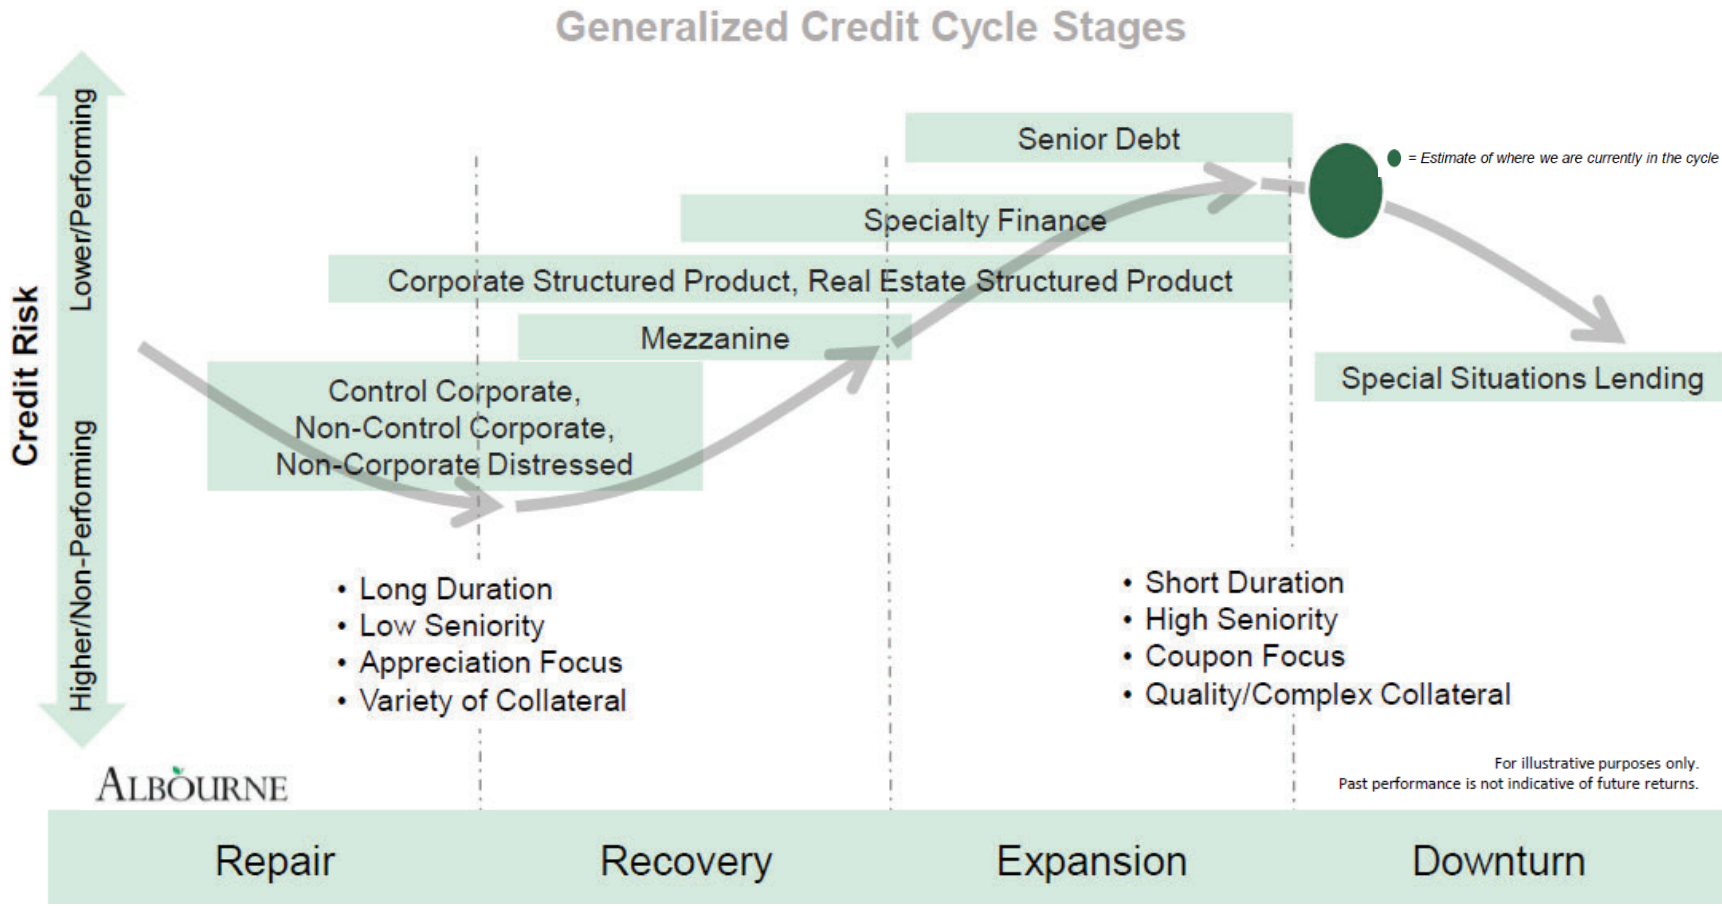 Generalized Credit Cycle Stages
Credit Risk
Lower/Performing
Higher/Non-Performing
Senior Debt
= Estimate of where we are currently in the cycle
Specialty Finance
Corporate Structured Product, Real Estate Structured Product
Mezzanine
Control Corporate,
Non-Control Corporate,
Non-Corporate Distressed
Special Situations Lending
• Long Duration
• Low Seniority
• Appreciation Focus
• Variety of Collateral
• Short Duration
• High Seniority
• Coupon Focus
• Quality/Complex Collateral
ALBOURNE
For illustrative purposes only.
Past performance is not indicative of future returns.
Repair
Recovery
Expansion
Downturn